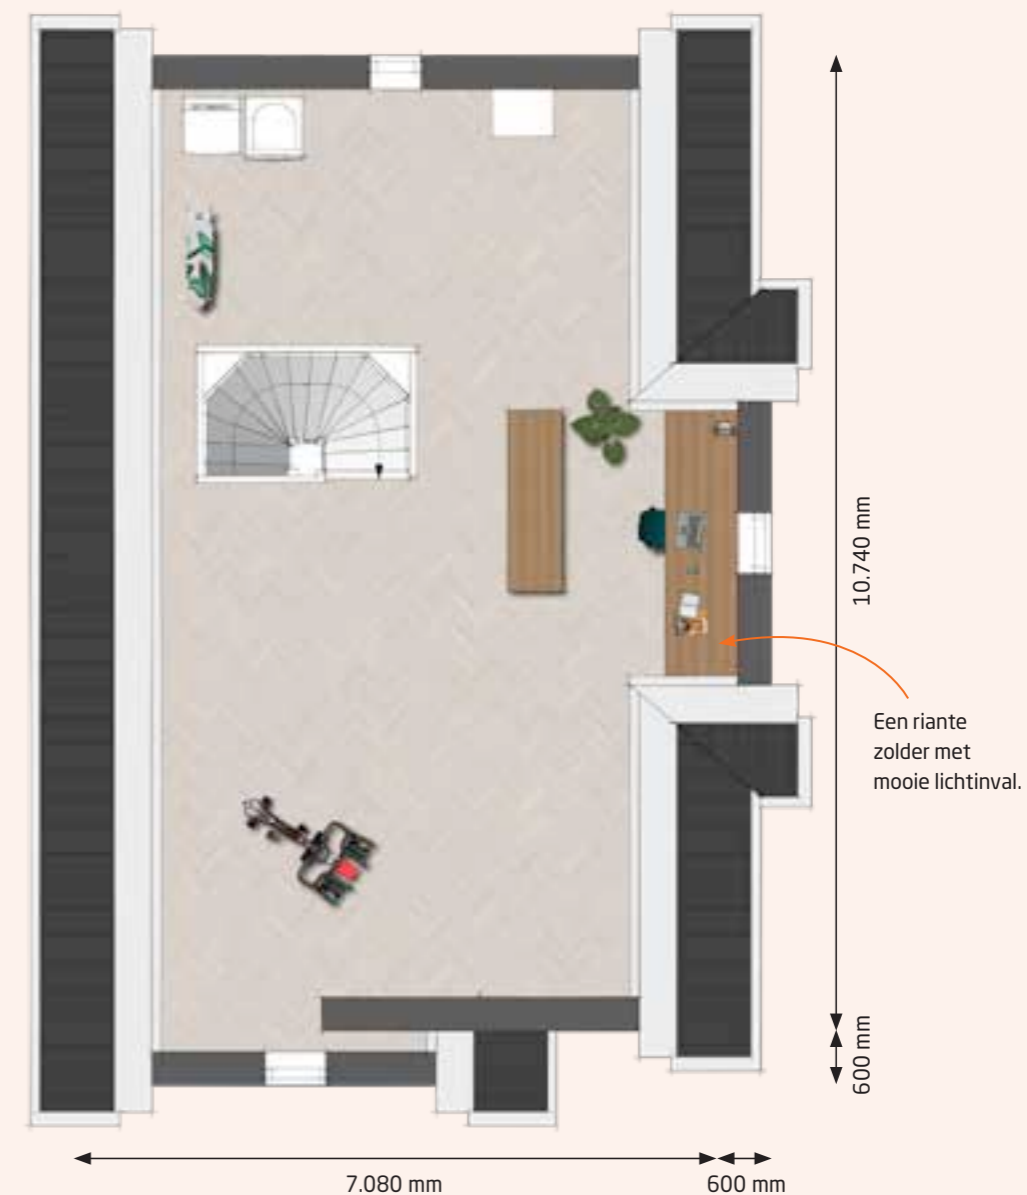 10.740 mm
Een riante
zolder met
mooie lichtinval.
600 mm
7.080 mm
600 mm